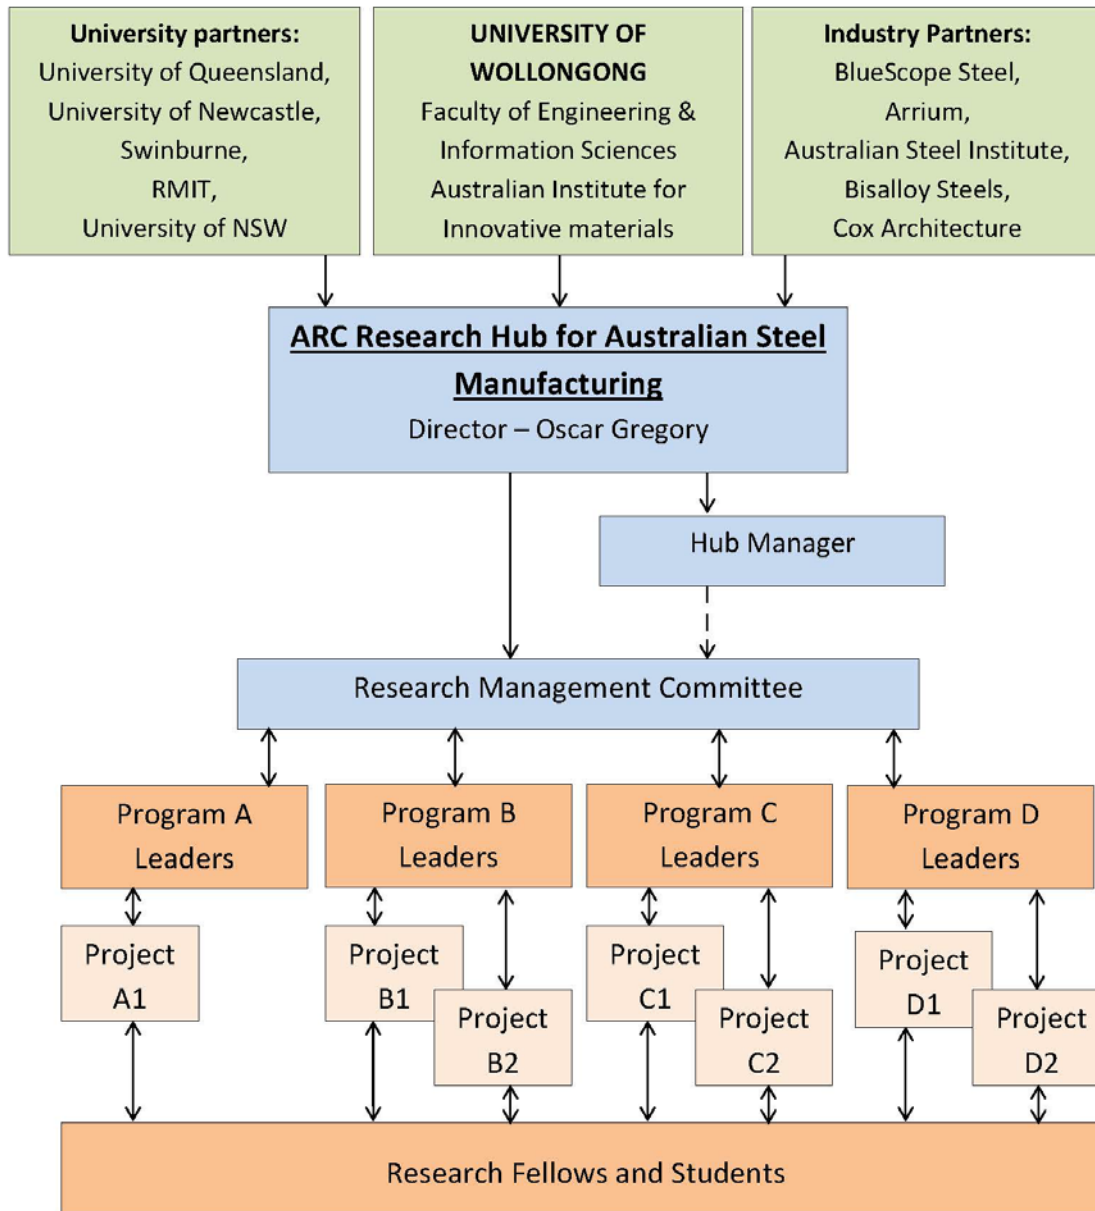 University partners:
University of Queensland,
University of Newcastle,
Swinburne,
RMIT,
University of NSW
UNIVERSITY OF
WOLLONGONG
Faculty of Engineering &
Information Sciences
Australian Institute for
Innovative materials
Industry Partners:
BlueScope Steel,
Arrium,
Australian Steel Institute,
Bisalloy Steels,
Cox Architecture
ARC Research Hub for Australian Steel
Manufacturing
Director – Oscar Gregory
Hub Manager
Research Management Committee
Program A
Leaders
Program B
Leaders
Program C
Leaders
Program D
Leaders
Project
A1
Project
B1
Project
B2
Project
C1
Project
C2
Project
D1
Project
D2
Research Fellows and Students